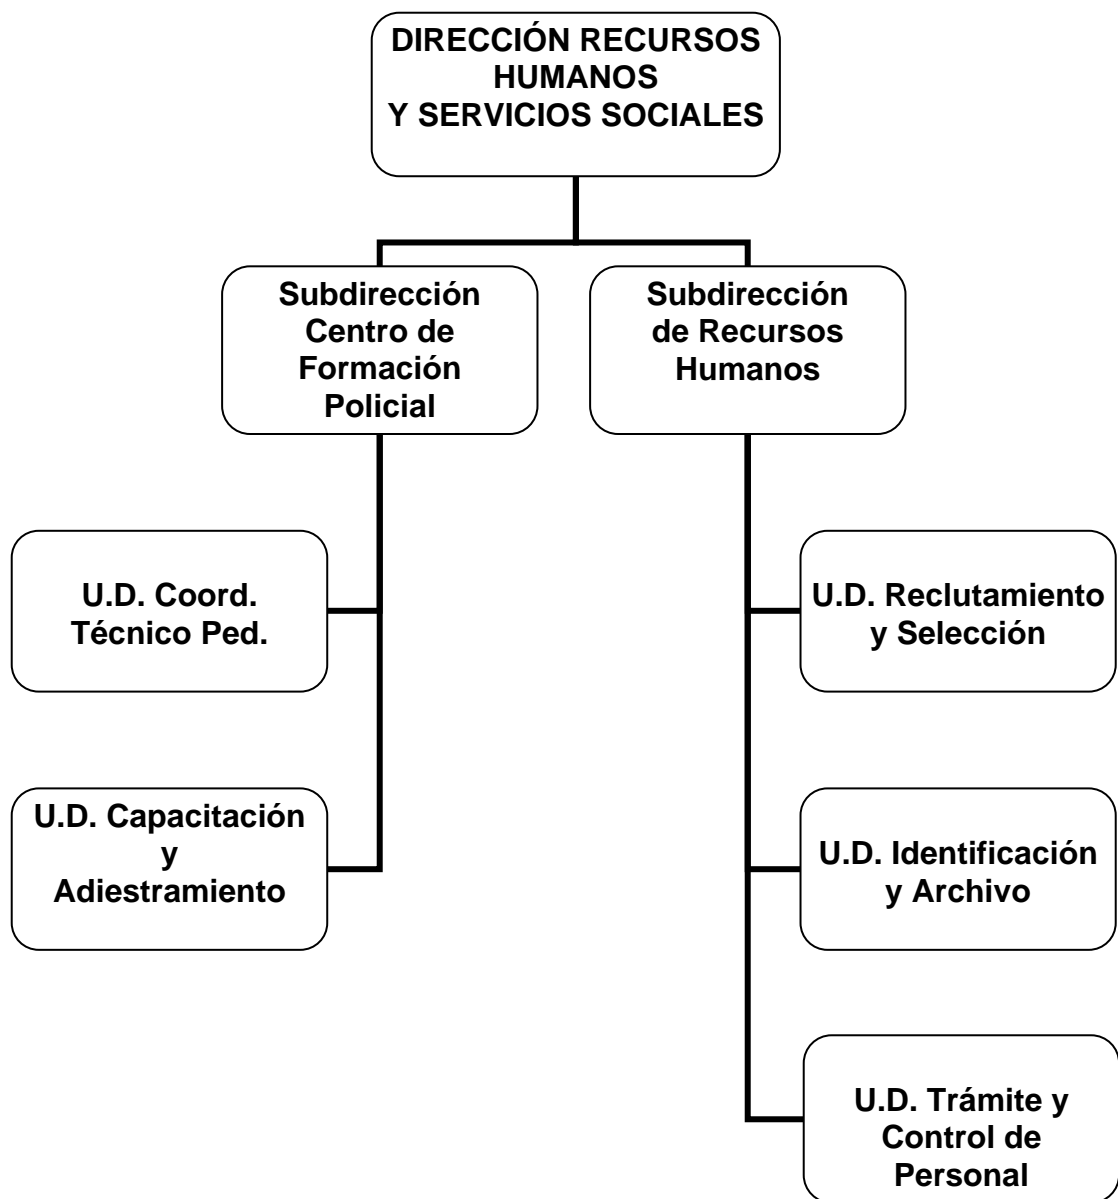 DIRECCIÓN RECURSOS
HUMANOS
Y SERVICIOS SOCIALES
Subdirección
Centro de
Formación
Policial
Subdirección
de Recursos
Humanos
U.D. Coord.
Técnico Ped.
U.D. Reclutamiento
y Selección
U.D. Capacitación
y
Adiestramiento
U.D. Identificación
y Archivo
U.D. Trámite y
Control de
Personal